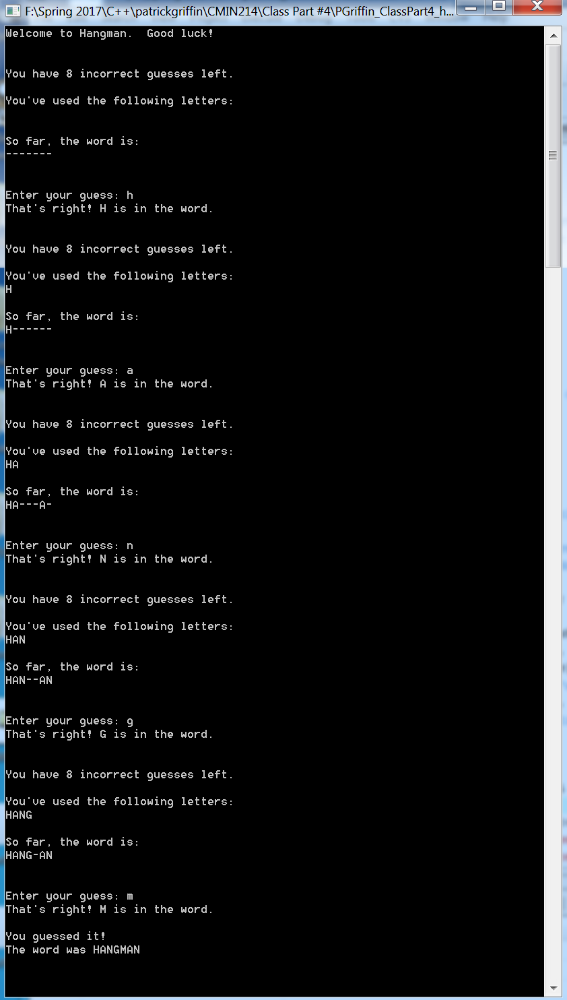 F:\Spring 2017\C++\patrickgriffin\CMIN214\Class Part #4\PGriffin_ClassPart4_h...
Welcome to Hangman.  Good luck!
You have 8 incorrect guesses left.
You've used the following letters:
So far, the word is:
-------
Enter your guess: h
That's right! H is in the word.
You have 8 incorrect guesses left.
You've used the following letters:
H
So far, the word is:
H------
Enter your guess: a
That's right! A is in the word.
You have 8 incorrect guesses left.
You've used the following letters:
HA
So far, the word is:
HA---A-
Enter your guess: n
That's right! N is in the word.
You have 8 incorrect guesses left.
You've used the following letters:
HAN
So far, the word is:
HAN--AN
Enter your guess: g
That's right! G is in the word.
You have 8 incorrect guesses left.
You've used the following letters:
HANG
So far, the word is:
HANG-AN
Enter your guess: m
That's right! M is in the word.
You guessed it!
The word was HANGMAN